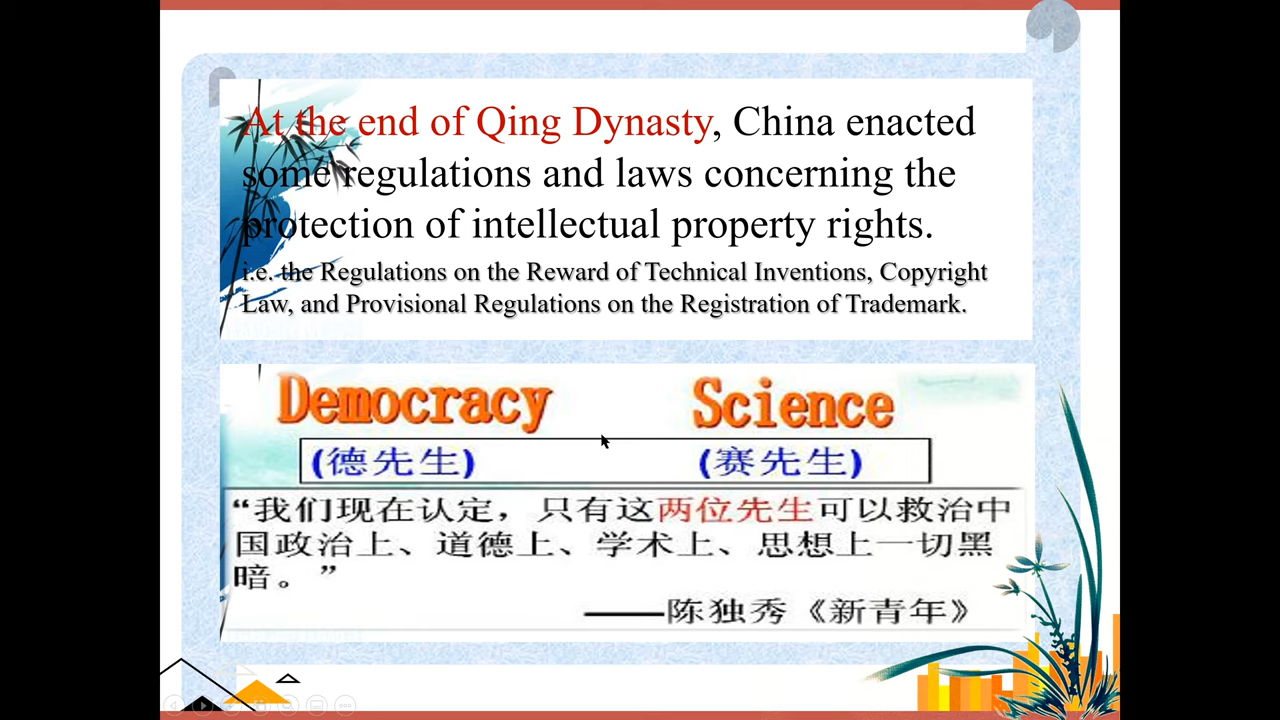 At the end of Qing Dynasty, China enacted
some regulations and laws concerning the
protection of intellectual property rights.
i.e. the Regulations on the Reward of Technical Inventions, Copyright
Law, and Provisional Regulations on the Registration of Trademark.
Democracy Science
(德先生) (赛先生)
“我们现在认定，只有这两位先生可以救治中
国政治上、道德上、学术上、思想上一切黑
暗。”
——陈独秀《新青年》